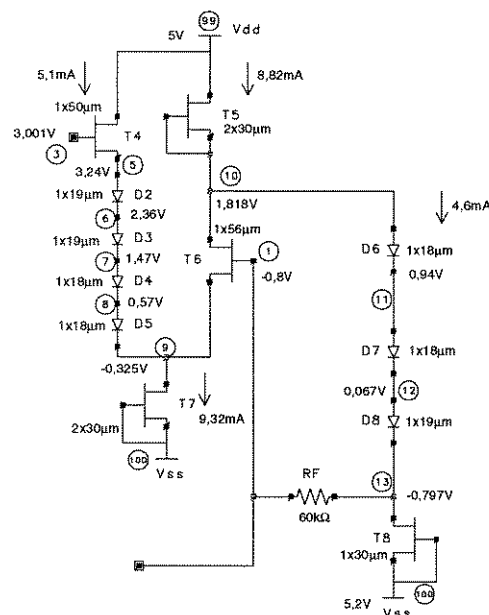 99
Vdd
5V
5,1mA
8,82mA
1x50µm
T5
2x30µm
3,001V
T4
3
5
3,24V
10
1,818V
1x19µm
D2
6
2,36V
1x56µm
4,6mA
1x19µm
D3
1
D6
1x18µm
7
1,47V
T6
-0,8V
0,94V
1x18µm
D4
8
0,57V
11
1x18µm
D5
D7
1x18µm
9
-0,325V
0,067V
12
T7
9,32mA
D8
1x19µm
2x30µm
100
Vss
RF
13
60kΩ
-0,797V
T8
1x30µm
5,2V
100
Vss